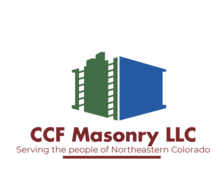 CCF Masonry LLC
Serving the people of Northeastern Colorado